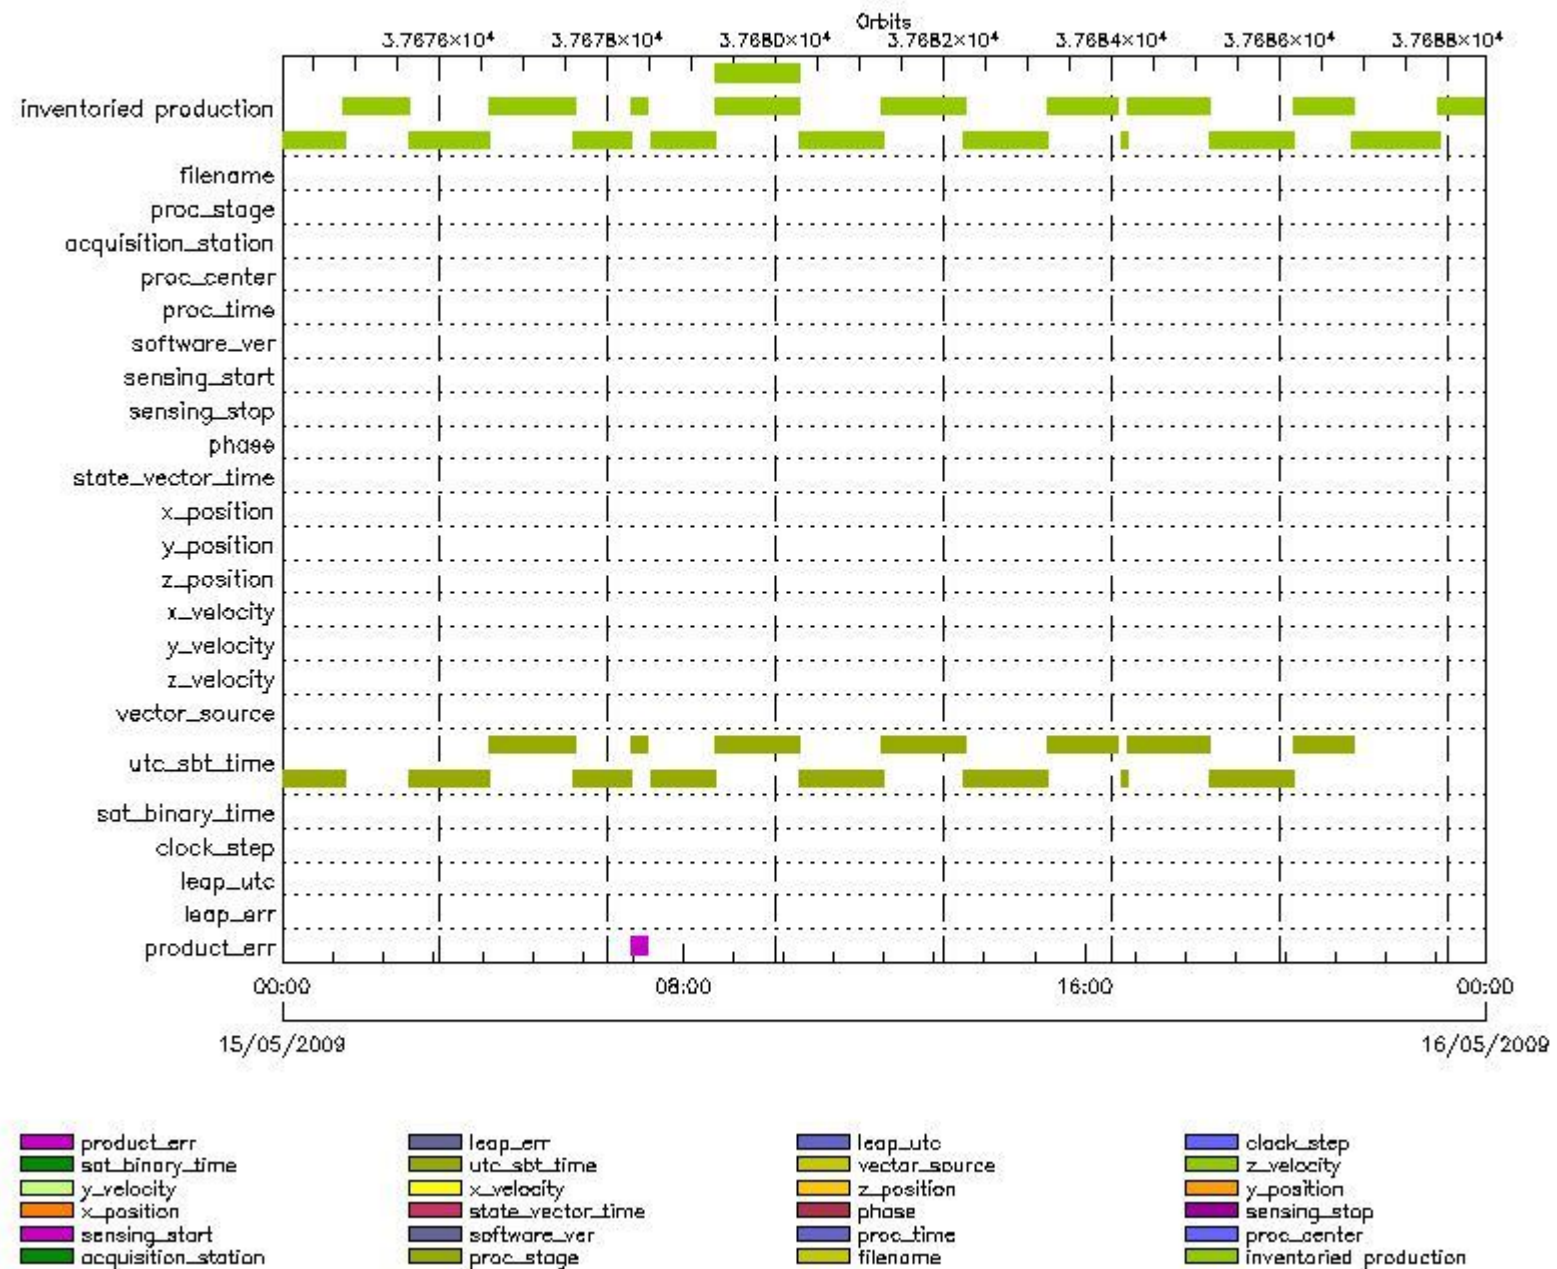 Orbits
3.7676×10⁴ 3.7678×10⁴ 3.7680×10⁴ 3.7682×10⁴ 3.7684×10⁴ 3.7686×10⁴ 3.7688×10⁴
inventoried production
filename
proc_stage
acquisition_station
proc_center
proc_time
software_ver
sensing_start
sensing_stop
phase
state_vector_time
x_position
y_position
z_position
x_velocity
y_velocity
z_velocity
vector_source
utc_sbt_time
sat_binary_time
clock_step
leap_utc
leap_err
product_err
00:00 08:00 16:00 00:00
15/05/2009 16/05/2009
product_err leap_err leap_utc clock_step
sat_binary_time utc_sbt_time vector_source z_velocity
y_velocity x_velocity z_position y_position
x_position state_vector_time phase sensing_stop
sensing_start software_ver proc_time proc_center
acquisition_station proc_stage filename inventoried production